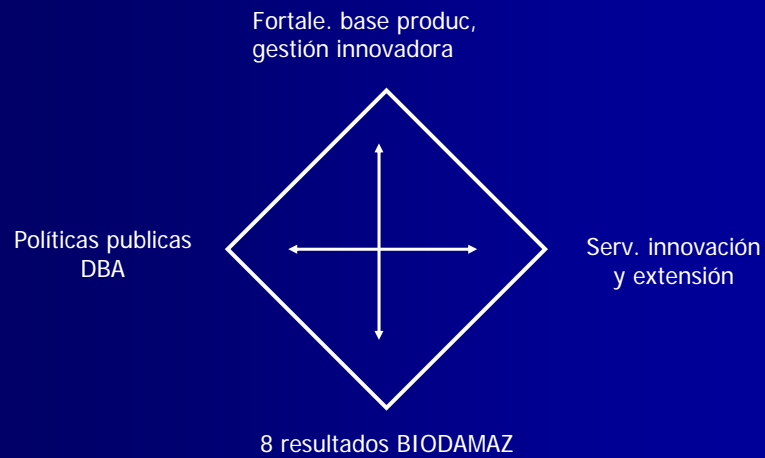 Fortale. base produc,
gestión innovadora
Políticas publicas
DBA
Serv. innovación
y extensión
8 resultados BIODAMAZ